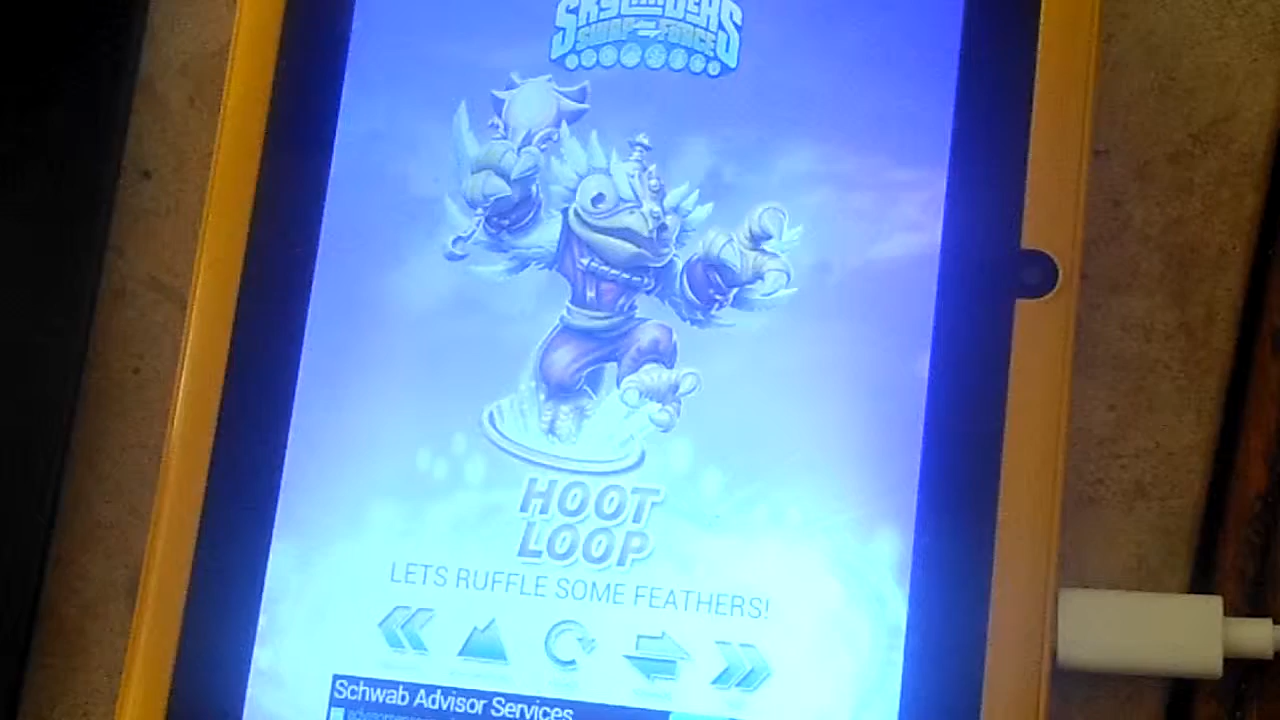 SKYLANDERS
SWAP FORCE
HOOT
LOOP
LETS RUFFLE SOME FEATHERS!
Schwab Advisor Services